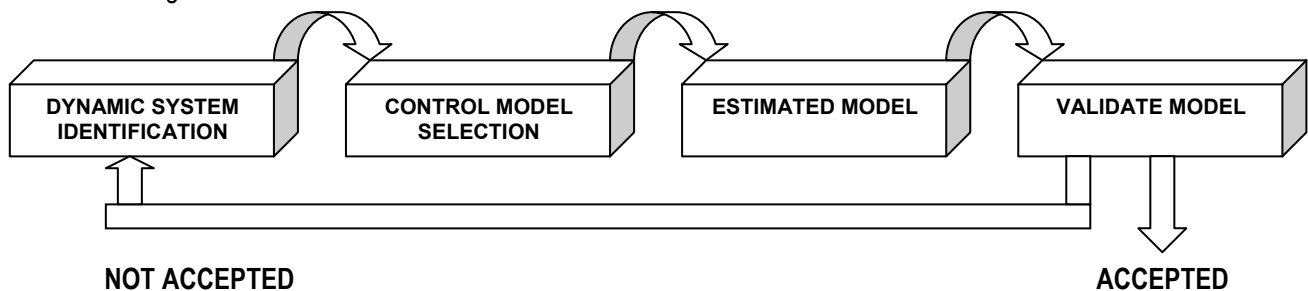 DYNAMIC SYSTEM
IDENTIFICATION
CONTROL MODEL
SELECTION
ESTIMATED MODEL
VALIDATE MODEL
NOT ACCEPTED
ACCEPTED